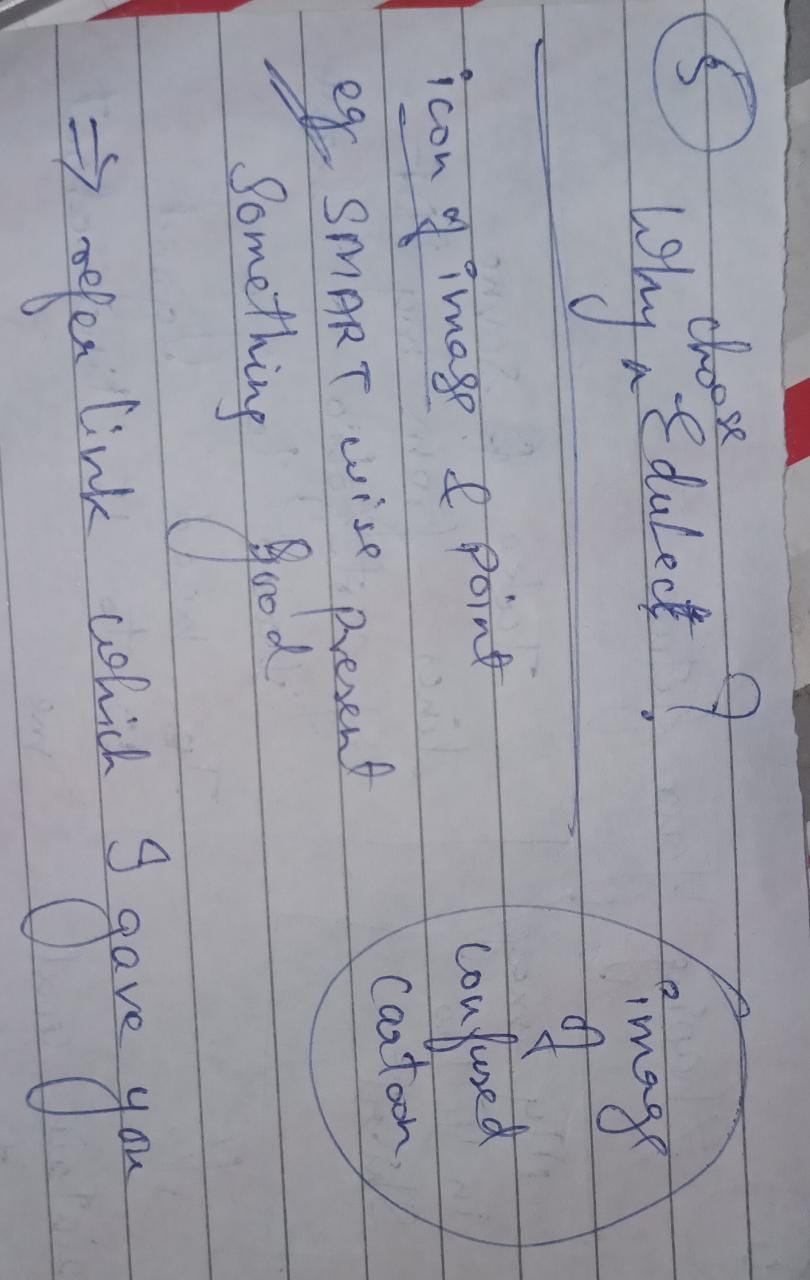 5
Why choose EduLect ?
image
of
confused
cartoon
icon of image & point
eg SMART wise present
Something good
⇒ refer link which I gave you